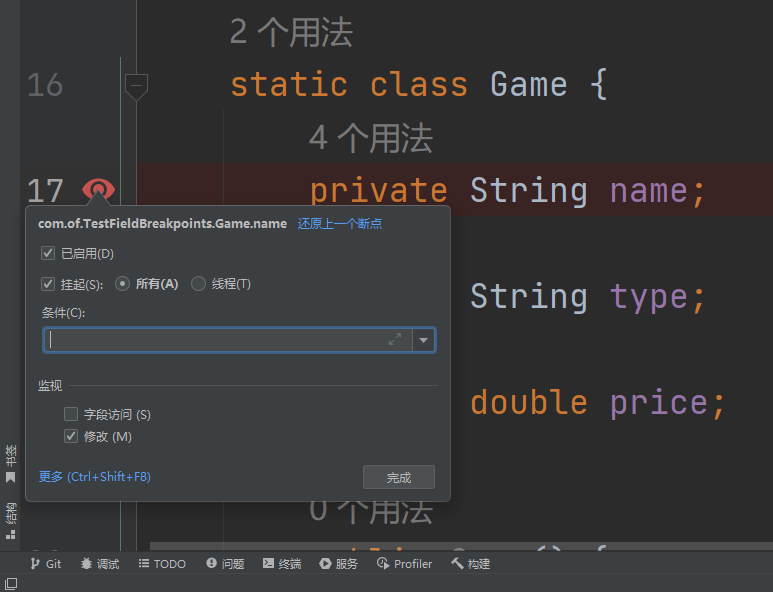 2 个用法
16 static class Game {
4 个用法
17 private String name;
com.of.TestFieldBreakpoints.Game.name 还原上一个断点
已启用(D)
挂起(S): 所有(A) 线程(T)
条件(C):
String type;
监视
double price;
字段访问 (S)
修改 (M)
更多 (Ctrl+Shift+F8) 完成
0 个用法
书签
结构
Git 调试 TODO 问题 终端 服务 Profiler 构建